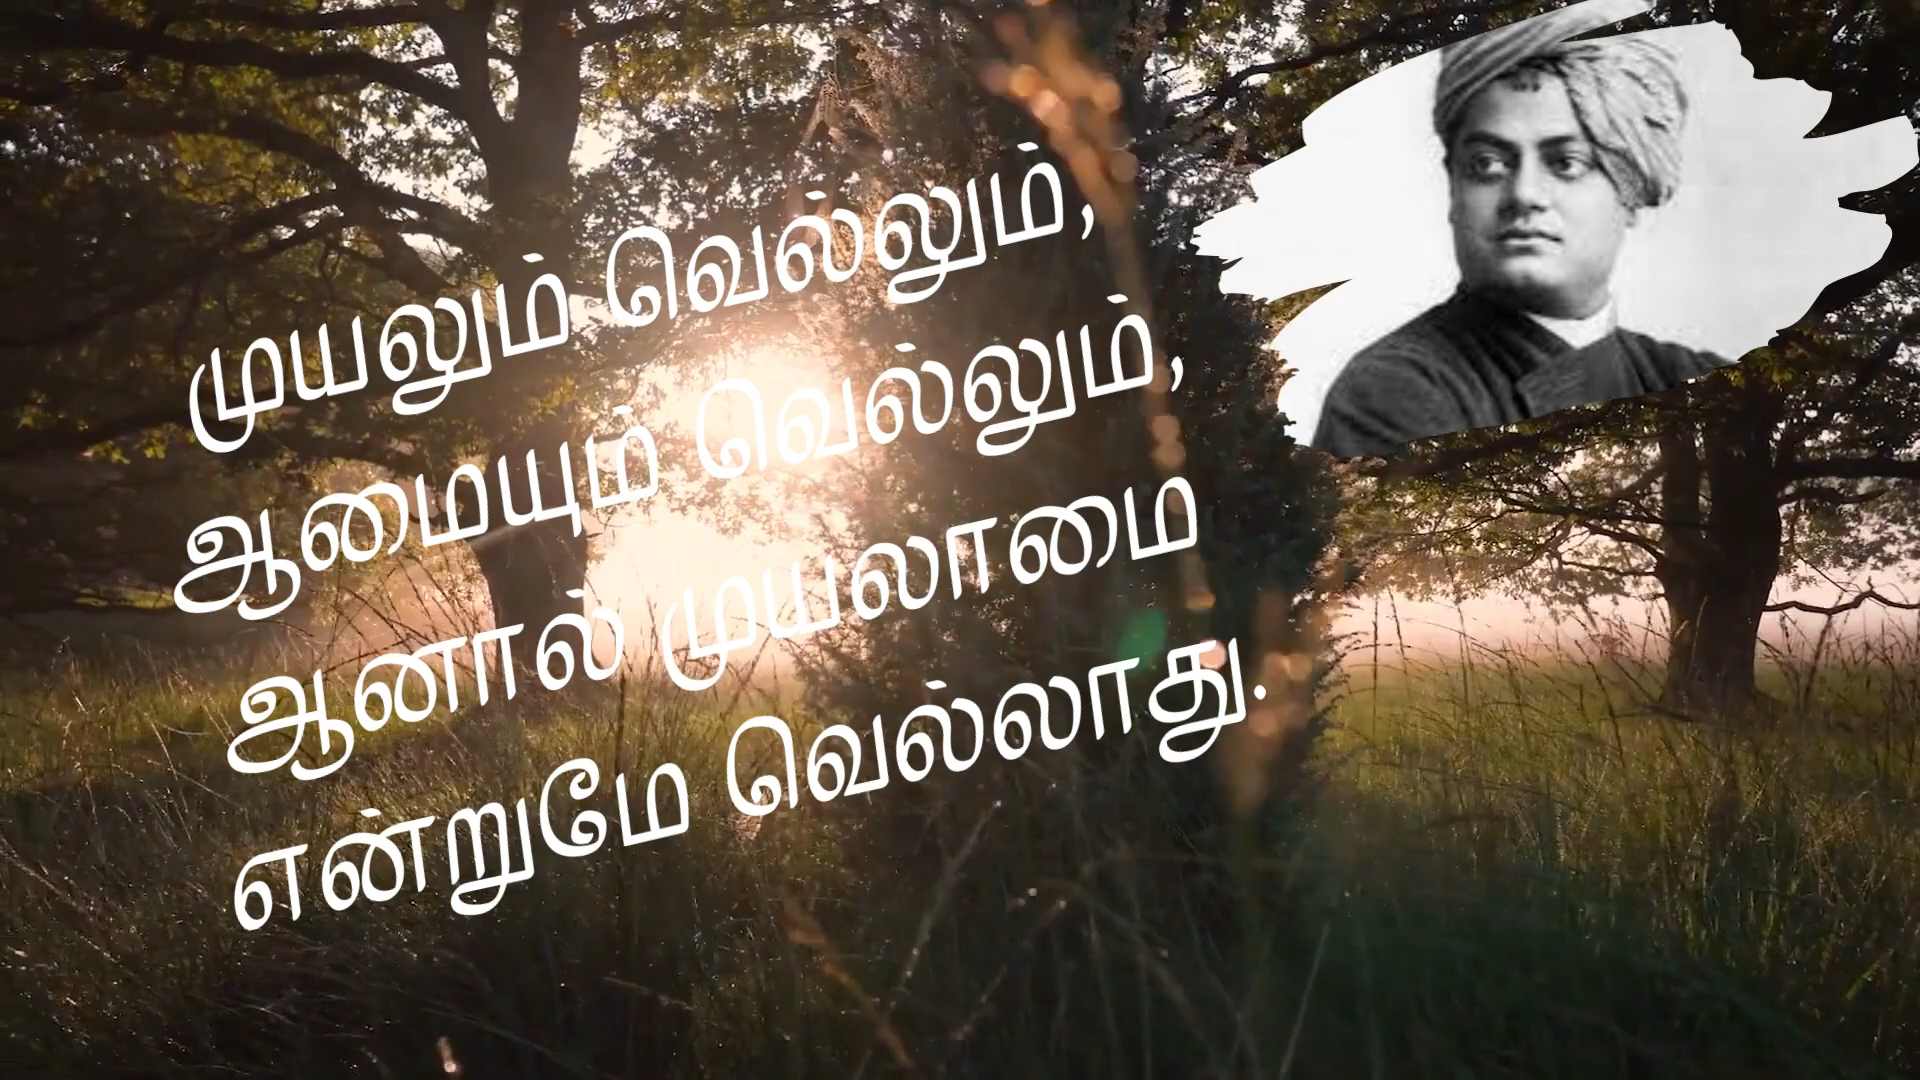 முயலும் வெல்லும்,
ஆமையும் வெல்லும்,
ஆனால் முயலாமை
என்றுமே வெல்லாது.